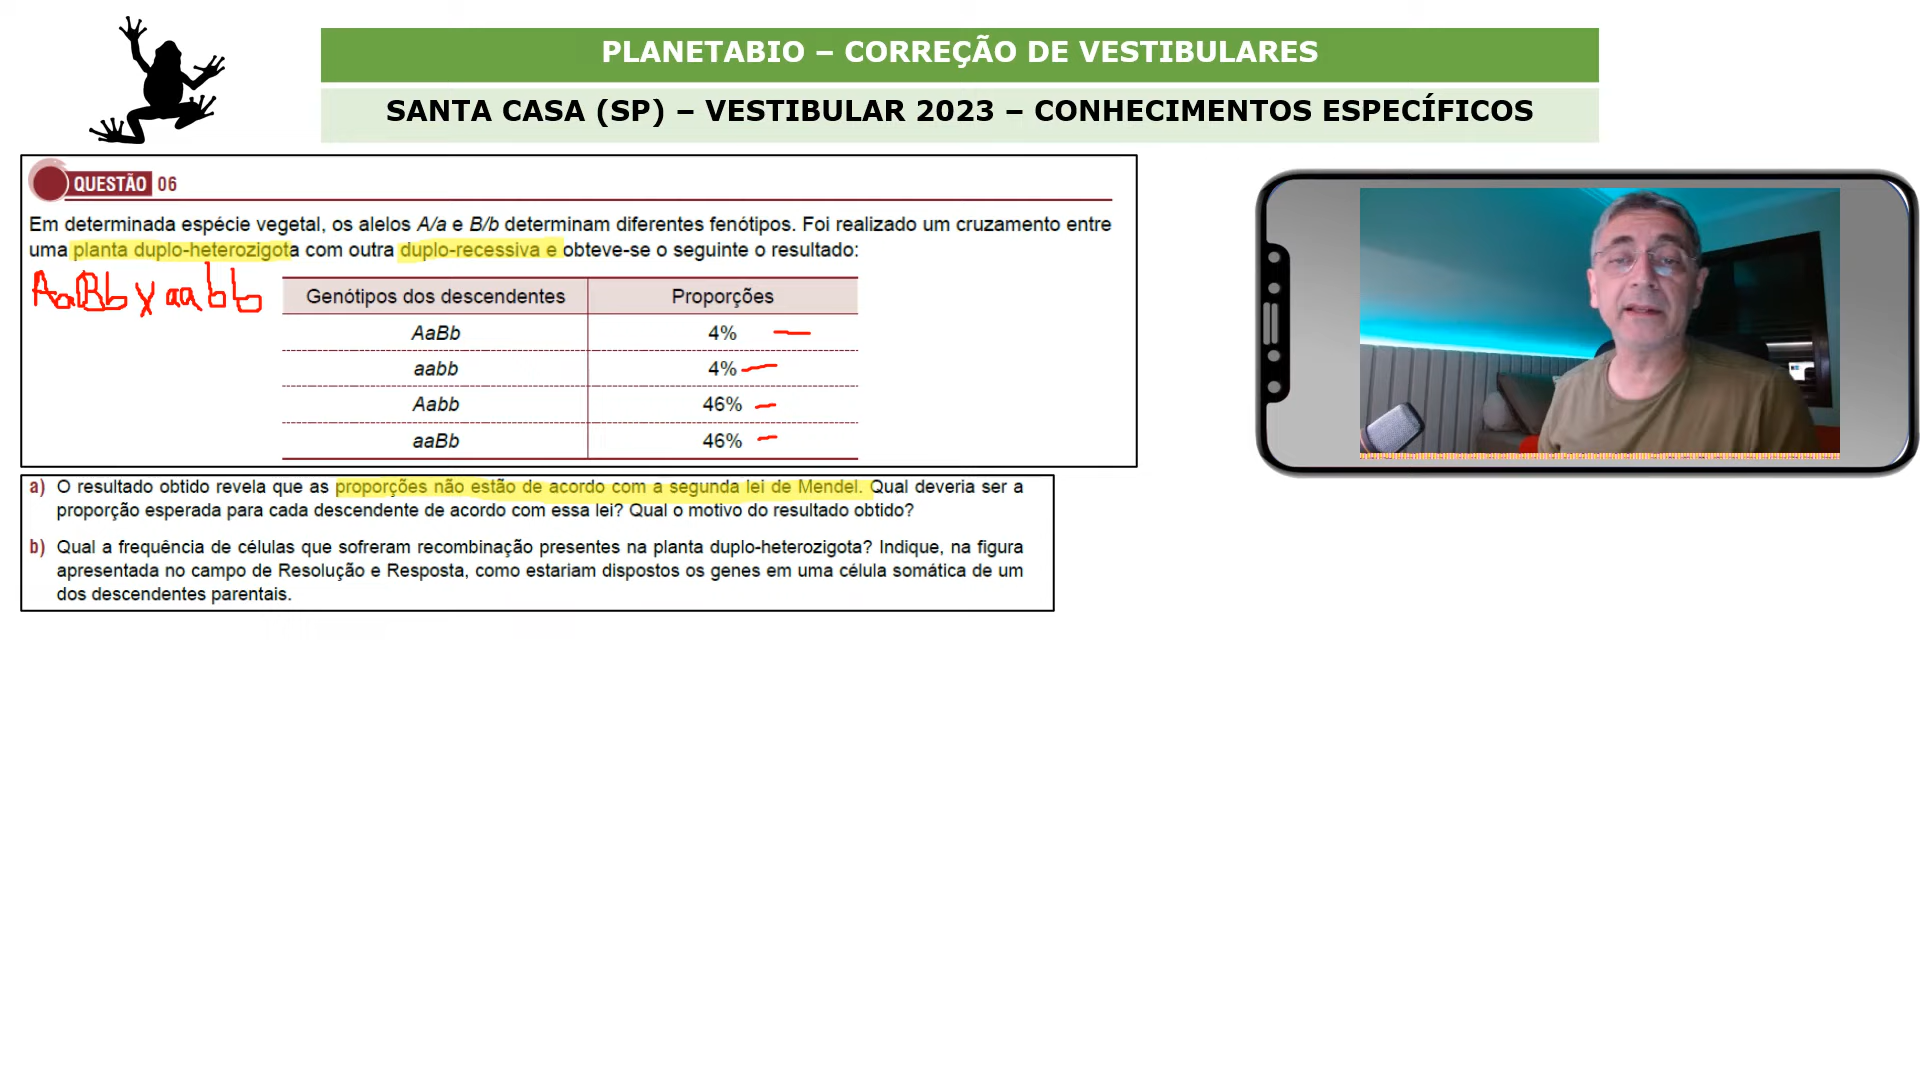 PLANETABIO – CORREÇÃO DE VESTIBULARES
SANTA CASA (SP) – VESTIBULAR 2023 – CONHECIMENTOS ESPECÍFICOS
QUESTÃO 06
Em determinada espécie vegetal, os alelos A/a e B/b determinam diferentes fenótipos. Foi realizado um cruzamento entre
uma planta duplo-heterozigota com outra duplo-recessiva e obteve-se o seguinte o resultado:
AaBb x aabb
Genótipos dos descendentes Proporções
AaBb 4%
aabb 4%
Aabb 46%
aaBb 46%
a) O resultado obtido revela que as proporções não estão de acordo com a segunda lei de Mendel. Qual deveria ser a
proporção esperada para cada descendente de acordo com essa lei? Qual o motivo do resultado obtido?
b) Qual a frequência de células que sofreram recombinação presentes na planta duplo-heterozigota? Indique, na figura
apresentada no campo de Resolução e Resposta, como estariam dispostos os genes em uma célula somática de um
dos descendentes parentais.